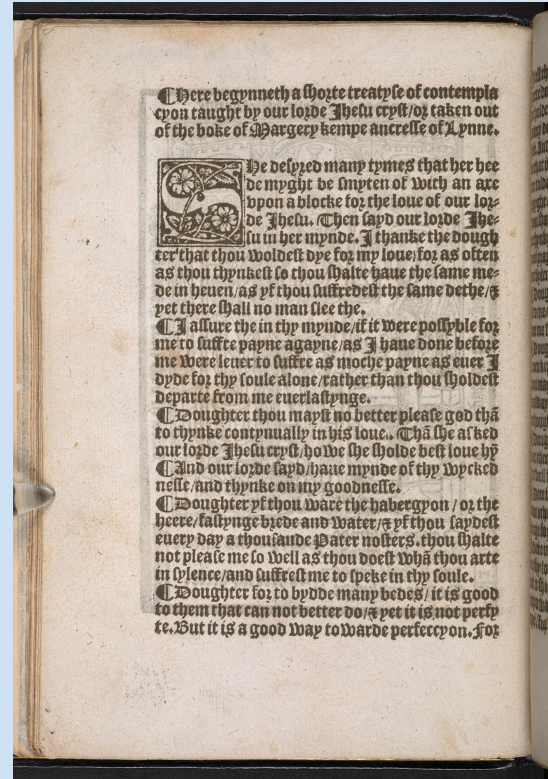 ¶Here begynneth a shorte treatyse of contempla
cyon taught by our lorde Jhesu cryst/or taken out
of the boke of Margery kempe ancresse of Lynne.
SHe desyred many tymes that her hee
de myght be smyten of with an axe
vpon a blocke for the loue of our lor⸗
de Jhesu. Then sayd our lorde Jhe⸗
su in her mynde. I thanke the dough
ter that thou woldest dye for my loue/for as often
as thou thynkest so thou shalte haue the same me⸗
de in heuen/as yf thou suffredest the same dethe/⁊
yet there shall no man slee the.
¶I assure the in thy mynde/if it were possyble for
me to suffre payne agayne/as I haue done before
me were leuer to suffre as moche payne as euer I
dyde for thy soule alone/rather than thou sholdest
departe from me euerlastynge.
¶Doughter thou mayst no better please god thā
to thynke contynually in his loue. Thā she asked
our lorde Jhesu cryst/howe she sholde best loue hȳ
¶And our lorde sayd/haue mynde of thy wycked
nesse/and thynke on my goodnesse.
¶Doughter yf thou ware the habergyon/or the
heere/fastynge brede and water/⁊ yf thou saydest
euery day a thousande Pater nosters. thou shalte
not please me so well as thou doest whā thou arte
in sylence/and suffrest me to speke in thy soule.
¶Doughter for to bydde many bedes/it is good
to them that can not better do/⁊ yet it is not perfy
te. But it is a good way towarde perfeccyon. For